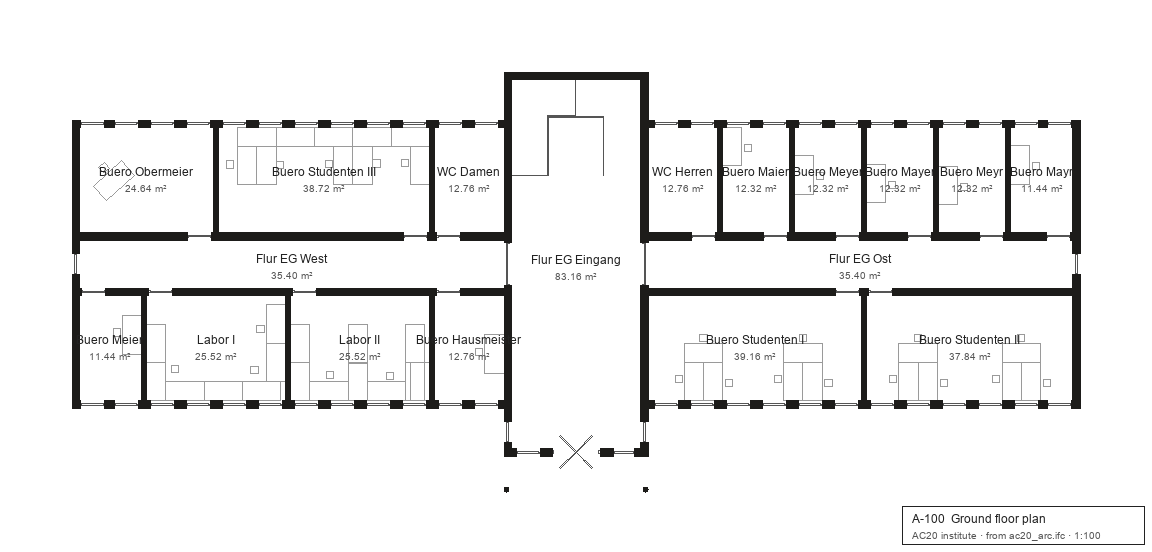 Buero Obermeier
24.64 m²
Buero Studenten III
38.72 m²
WC Damen
12.76 m²
WC Herren
12.76 m²
Buero Maier
12.32 m²
Buero Meyer
12.32 m²
Buero Mayer
12.32 m²
Buero Meyr
12.32 m²
Buero Mayr
11.44 m²
Flur EG West
35.40 m²
Flur EG Eingang
83.16 m²
Flur EG Ost
35.40 m²
Buero Meier
11.44 m²
Labor I
25.52 m²
Labor II
25.52 m²
Buero Hausmeister
12.76 m²
Buero Studenten I
39.16 m²
Buero Studenten II
37.84 m²
A-100 Ground floor plan
AC20 institute · from ac20_arc.ifc · 1:100